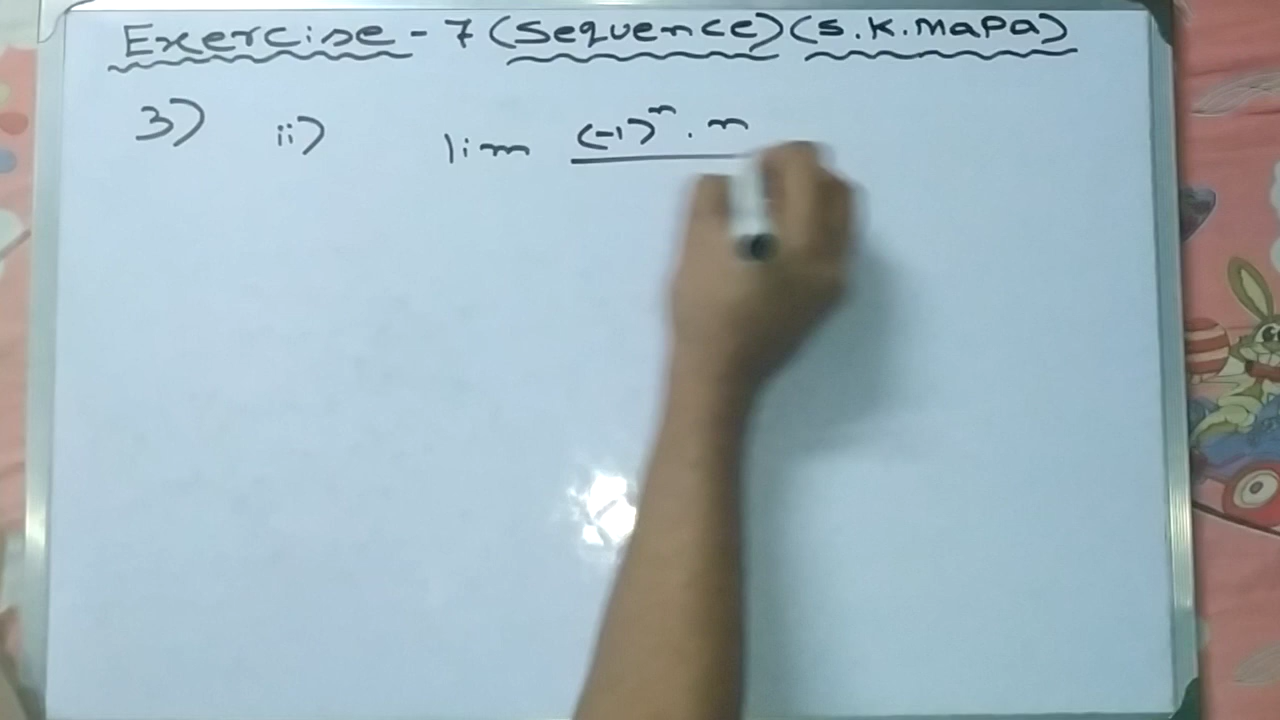 Exercise - 7 (Sequence) (S.K.Mapa)
3) ii) lim (-1)^n . n